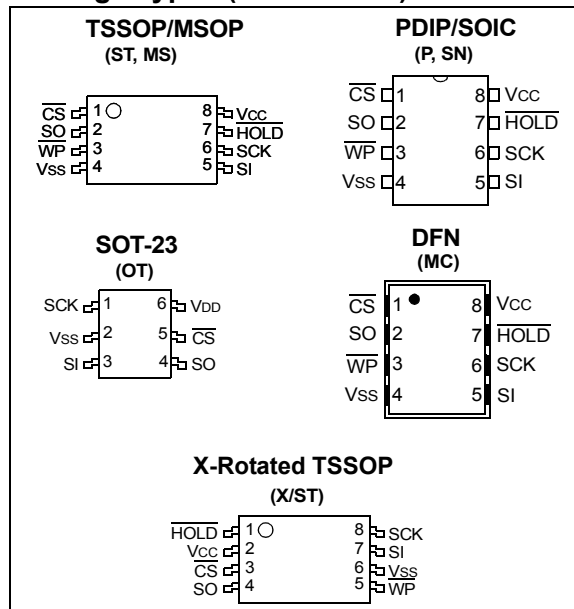 TSSOP/MSOP
(ST, MS)
CS 1 8 VCC
SO 2 7 HOLD
WP 3 6 SCK
VSS 4 5 SI
PDIP/SOIC
(P, SN)
CS 1 8 VCC
SO 2 7 HOLD
WP 3 6 SCK
VSS 4 5 SI
SOT-23
(OT)
SCK 1 6 VDD
VSS 2 5 CS
SI 3 4 SO
DFN
(MC)
CS 1 8 VCC
SO 2 7 HOLD
WP 3 6 SCK
VSS 4 5 SI
X-Rotated TSSOP
(X/ST)
HOLD 1 8 SCK
VCC 2 7 SI
CS 3 6 VSS
SO 4 5 WP